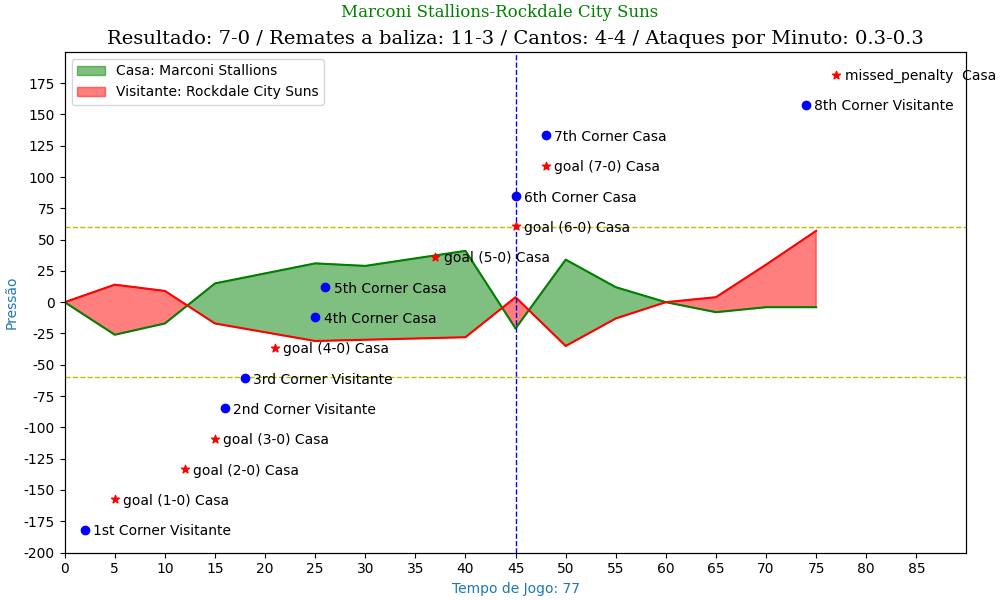 Marconi Stallions-Rockdale City Suns
Resultado: 7-0 / Remates a baliza: 11-3 / Cantos: 4-4 / Ataques por Minuto: 0.3-0.3
Casa: Marconi Stallions
Visitante: Rockdale City Suns
missed_penalty  Casa
8th Corner Visitante
7th Corner Casa
goal (7-0) Casa
6th Corner Casa
goal (6-0) Casa
goal (5-0) Casa
5th Corner Casa
4th Corner Casa
goal (4-0) Casa
3rd Corner Visitante
2nd Corner Visitante
goal (3-0) Casa
goal (2-0) Casa
goal (1-0) Casa
1st Corner Visitante
Pressão
175
150
125
100
75
50
25
0
-25
-50
-75
-100
-125
-150
-175
-200
0 5 10 15 20 25 30 35 40 45 50 55 60 65 70 75 80 85
Tempo de Jogo: 77